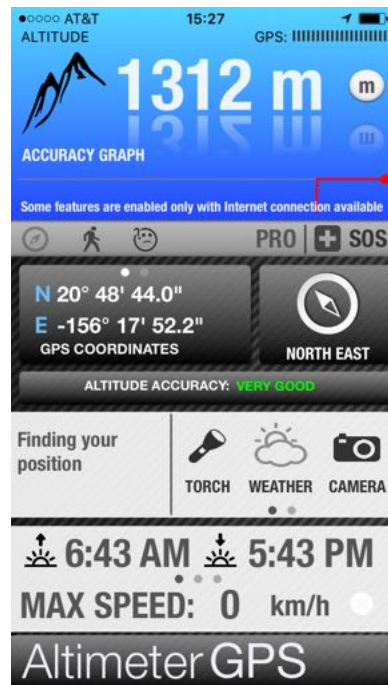 AT&T 15:27
ALTITUDE GPS:
1312 m m
ACCURACY GRAPH
Some features are enabled only with Internet connection available
PRO SOS
N 20° 48' 44.0"
E -156° 17' 52.2"
GPS COORDINATES
NORTH EAST
ALTITUDE ACCURACY: VERY GOOD
Finding your
position
TORCH WEATHER CAMERA
6:43 AM 5:43 PM
MAX SPEED: 0 km/h
Altimeter GPS